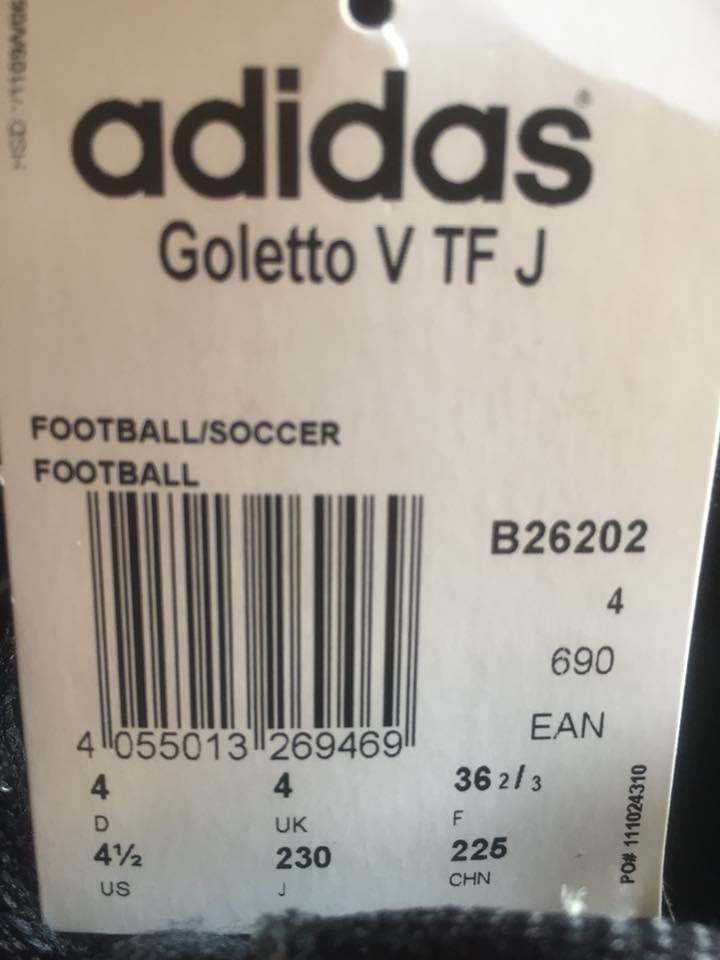 adidas®
Goletto V TF J
FOOTBALL/SOCCER
FOOTBALL
B26202
4
690
EAN
4 055013 269469
4 4 36 2/3
D UK F
4½ 230 225
US J CHN
PO# 111024310